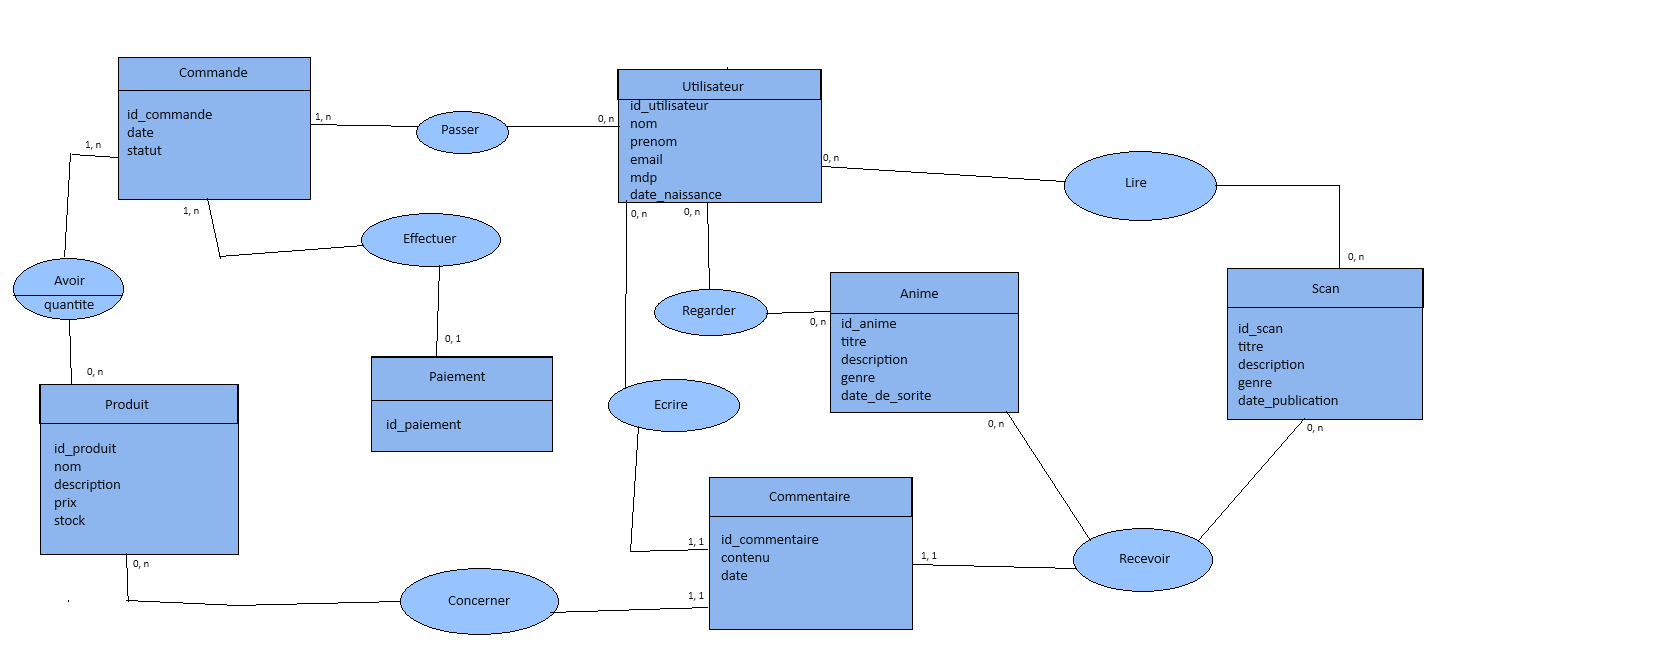 Commande
id_commande
date
statut
1, n
Passer
0, n
Utilisateur
id_utilisateur
nom
prenom
email
mdp
date_naissance
0, n
Lire
0, n
1, n
1, n
Effectuer
0, 1
0, n
0, n
Avoir
quantite
0, n
Regarder
0, n
Anime
id_anime
titre
description
genre
date_de_sorite
0, n
Scan
id_scan
titre
description
genre
date_publication
0, n
Paiement
id_paiement
Produit
id_produit
nom
description
prix
stock
0, n
Ecrire
1, 1
Commentaire
id_commentaire
contenu
date
1, 1
Recevoir
Concerner
1, 1